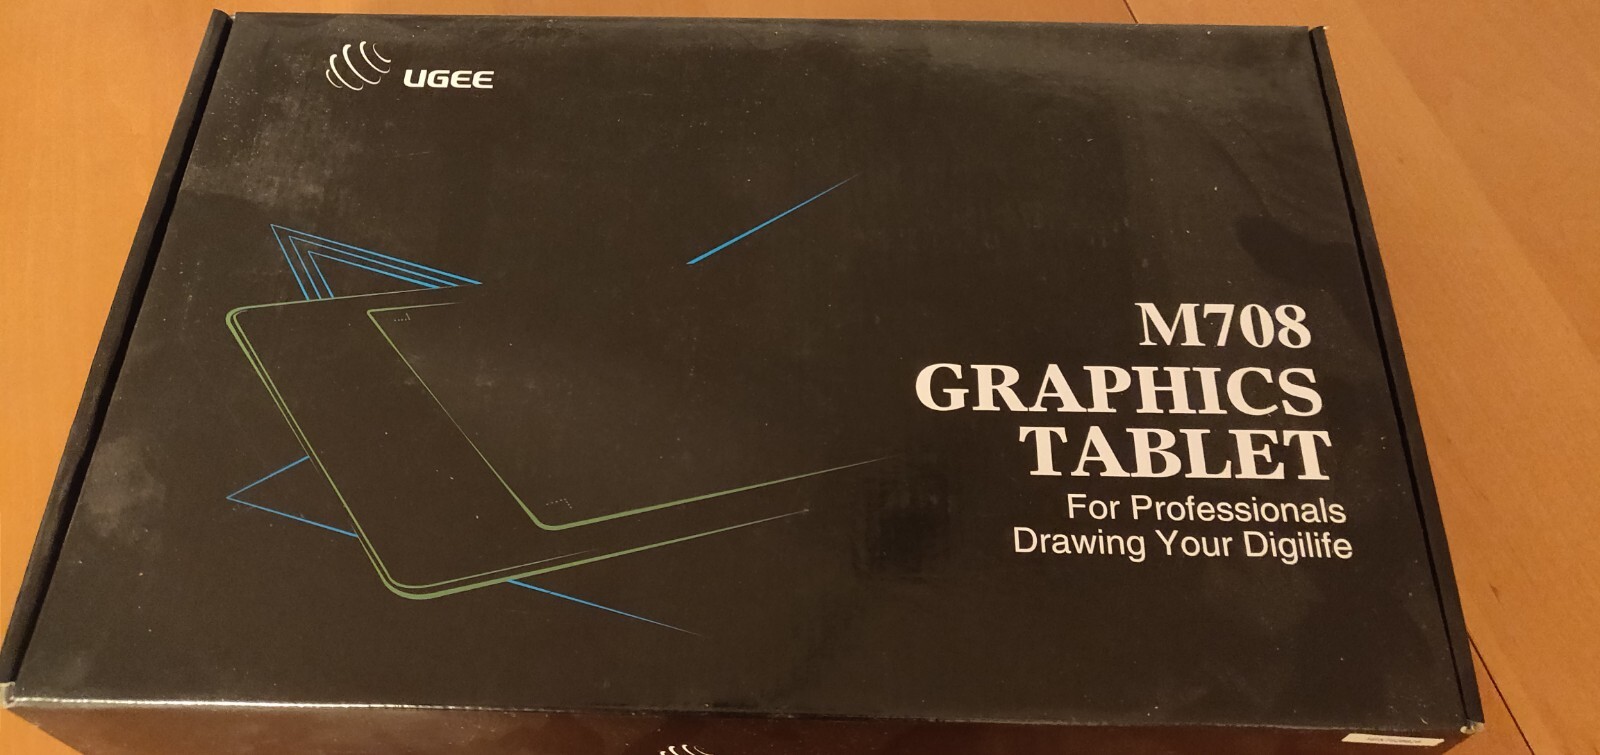 UGEE
M708
GRAPHICS
TABLET
For Professionals
Drawing Your Digilife